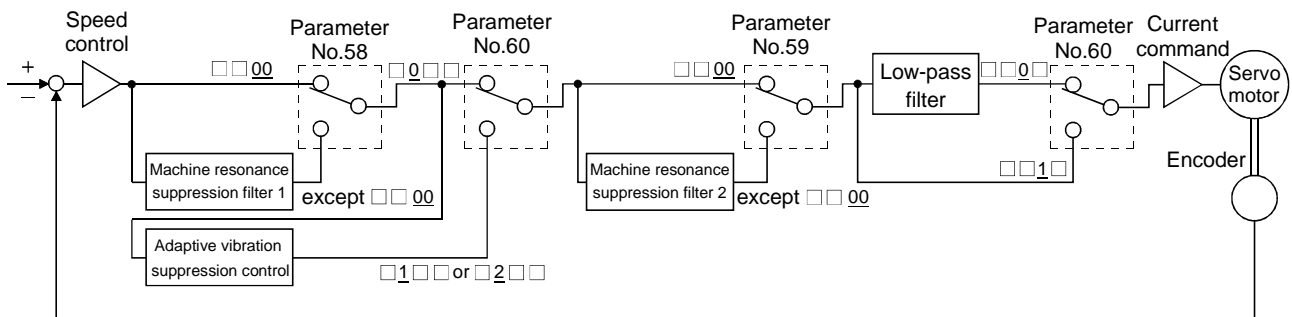 Speed
control
Parameter
No.58
Parameter
No.60
Parameter
No.59
Parameter
No.60
Current
command
+
−
□□00
□0□□
□□00
Low-pass
filter
□□0□
Servo
motor
Machine resonance
suppression filter 1
except □□00
Machine resonance
suppression filter 2
except □□00
□□1□
Encoder
Adaptive vibration
suppression control
□1□□ or □2□□